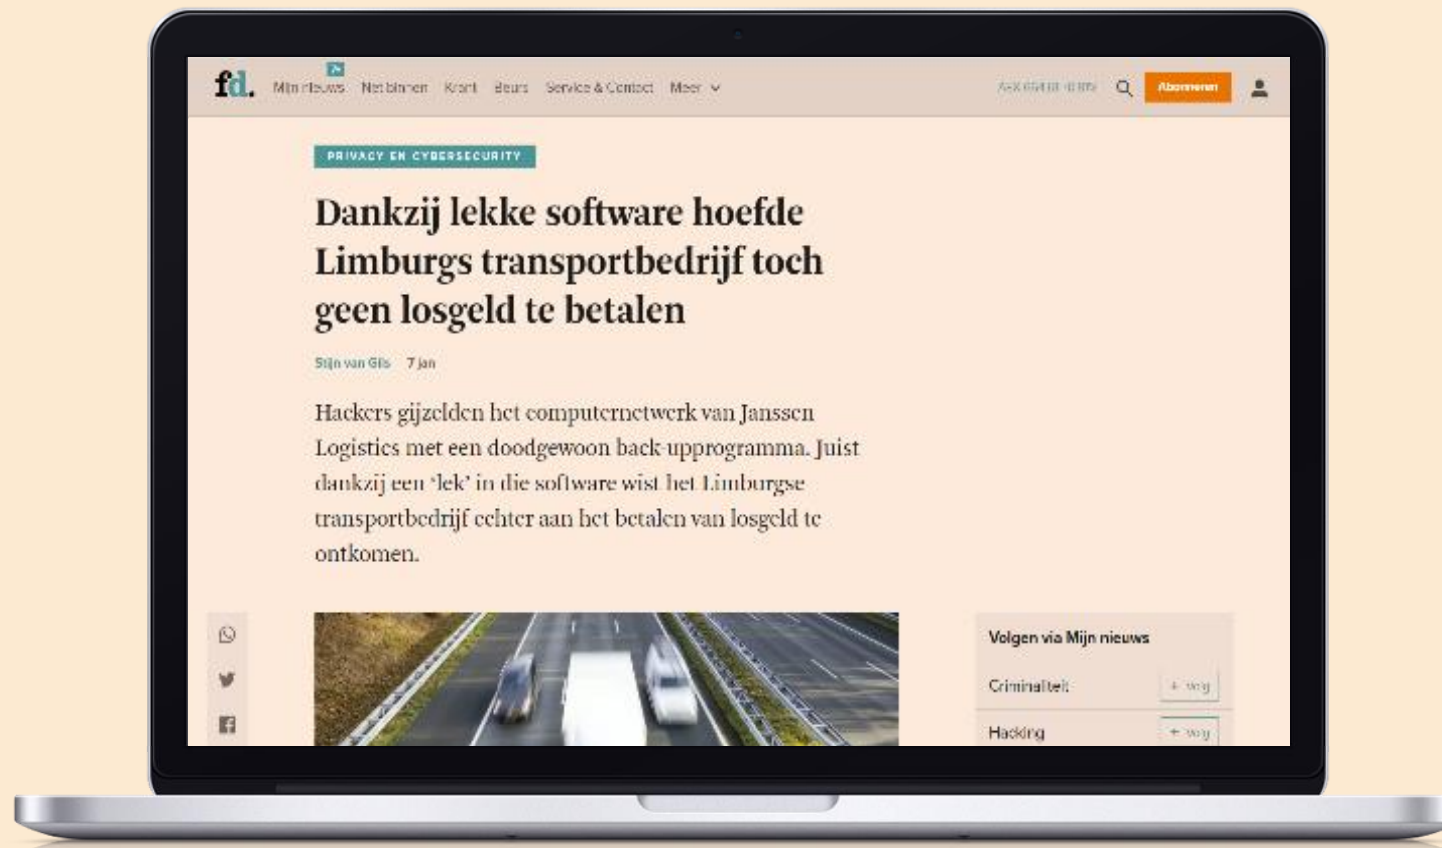 fd. Mijn nieuws Net binnen Krant Beurs Service & Contact Meer Abonneren
PRIVACY EN CYBERSECURITY
Dankzij lekke software hoefde
Limburgs transportbedrijf toch
geen losgeld te betalen
Stijn van Gils 7 jan
Hackers gijzelden het computernetwerk van Janssen
Logistics met een doodgewoon back-upprogramma. Juist
dankzij een ‘lek’ in die software wist het Limburgse
transportbedrijf echter aan het betalen van losgeld te
ontkomen.
Volgen via Mijn nieuws
Criminaliteit + Volg
Hacking + Volg